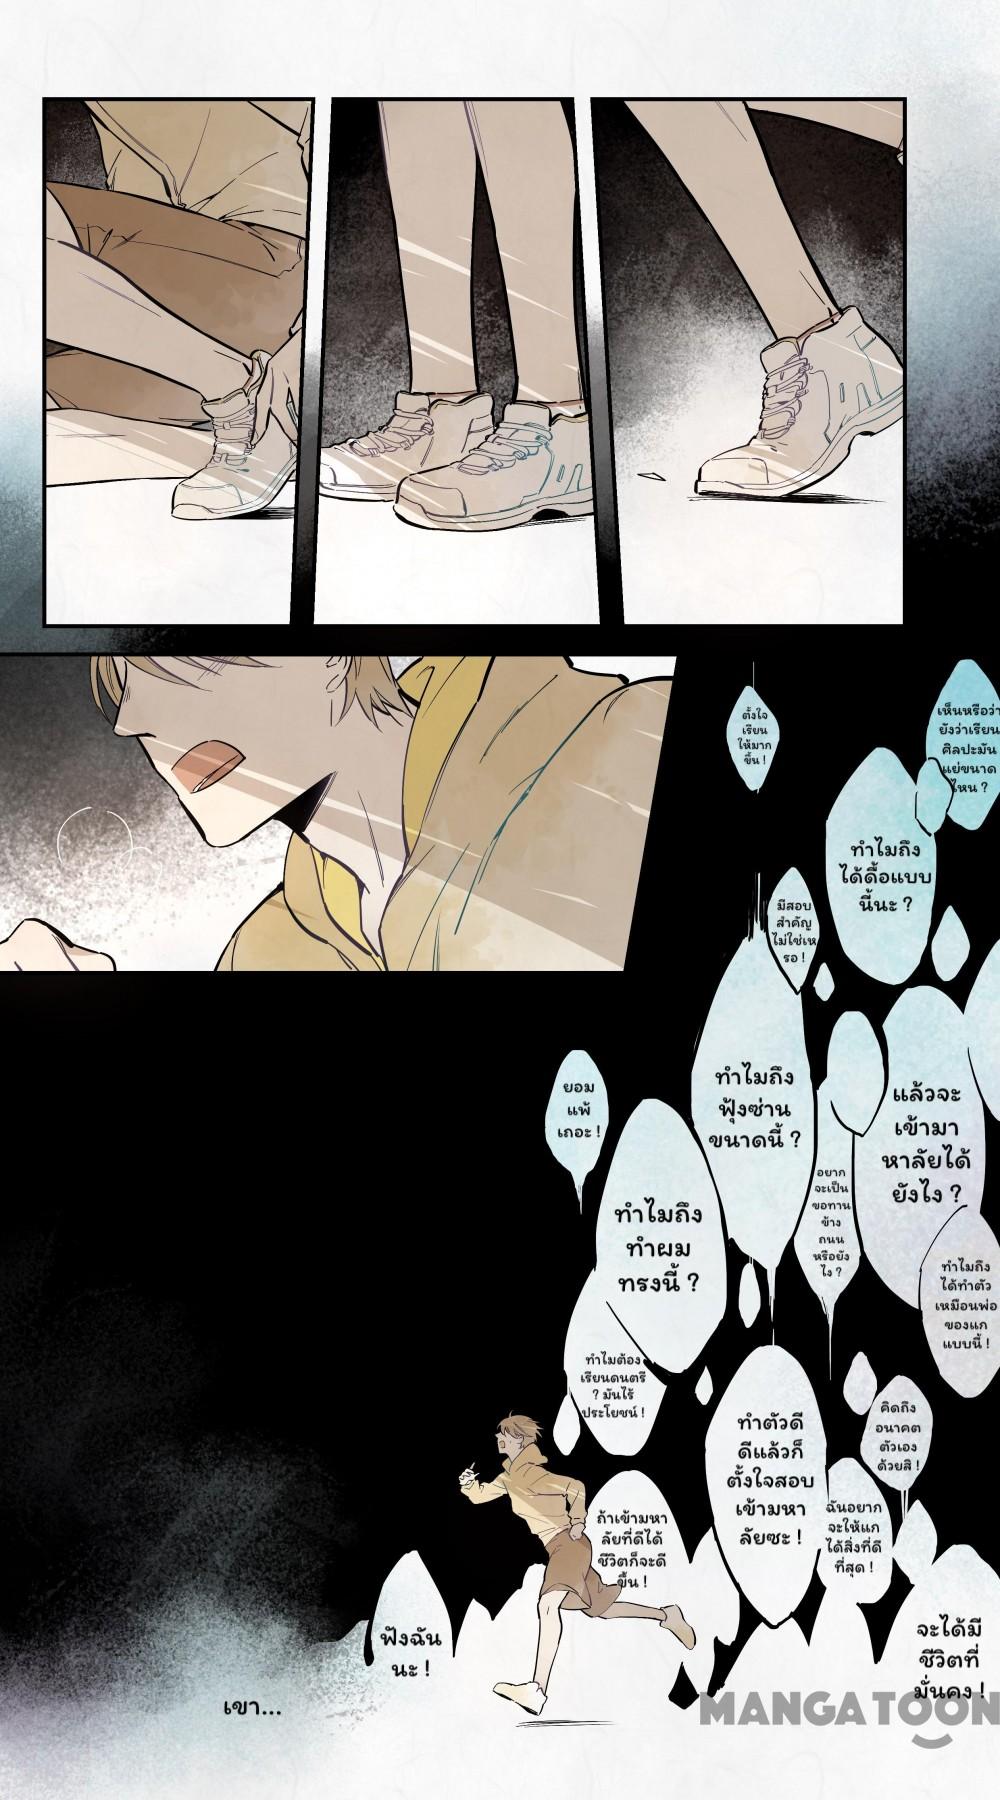 ตั้งใจ
เรียน
ให้มาก
ขึ้น !
เห็นหรือว่า
ยังว่าเรียน
ศิลปะมัน
แย่ขนาด
ไหน ?
ทำไมถึง
ได้ดื้อแบบ
นี้นะ ?
มีสอบ
สำคัญ
ไม่ใช่เห
รอ !
ทำไมถึง
ฟุ้งซ่าน
ขนาดนี้ ?
ยอม
แพ้
เถอะ !
แล้วจะ
เข้ามา
หาลัยได้
ยังไง ?
อยาก
จะเป็น
ขอทาน
ข้าง
ถนน
หรือยัง
ไง ?
ทำไมถึง
ทำผม
ทรงนี้ ?
ทำไมถึง
ได้ทำตัว
เหมือนพ่อ
ของแก
แบบนี้ !
ทำไมต้อง
เรียนดนตรี
? มันไร้
ประโยชน์ !
ทำตัวดี
ดีแล้วก็
ตั้งใจสอบ
เข้ามหา
ลัยซะ !
คิดถึง
อนาคต
ตัวเอง
ด้วยสิ !
ถ้าเข้ามหา
ลัยที่ดีได้
ชีวิตก็จะดี
ขึ้น !
ฉันอยาก
จะให้แก
ได้สิ่งที่ดี
ที่สุด !
ฟังฉัน
นะ !
จะได้มี
ชีวิตที่
มั่นคง !
เขา...
MANGATOON